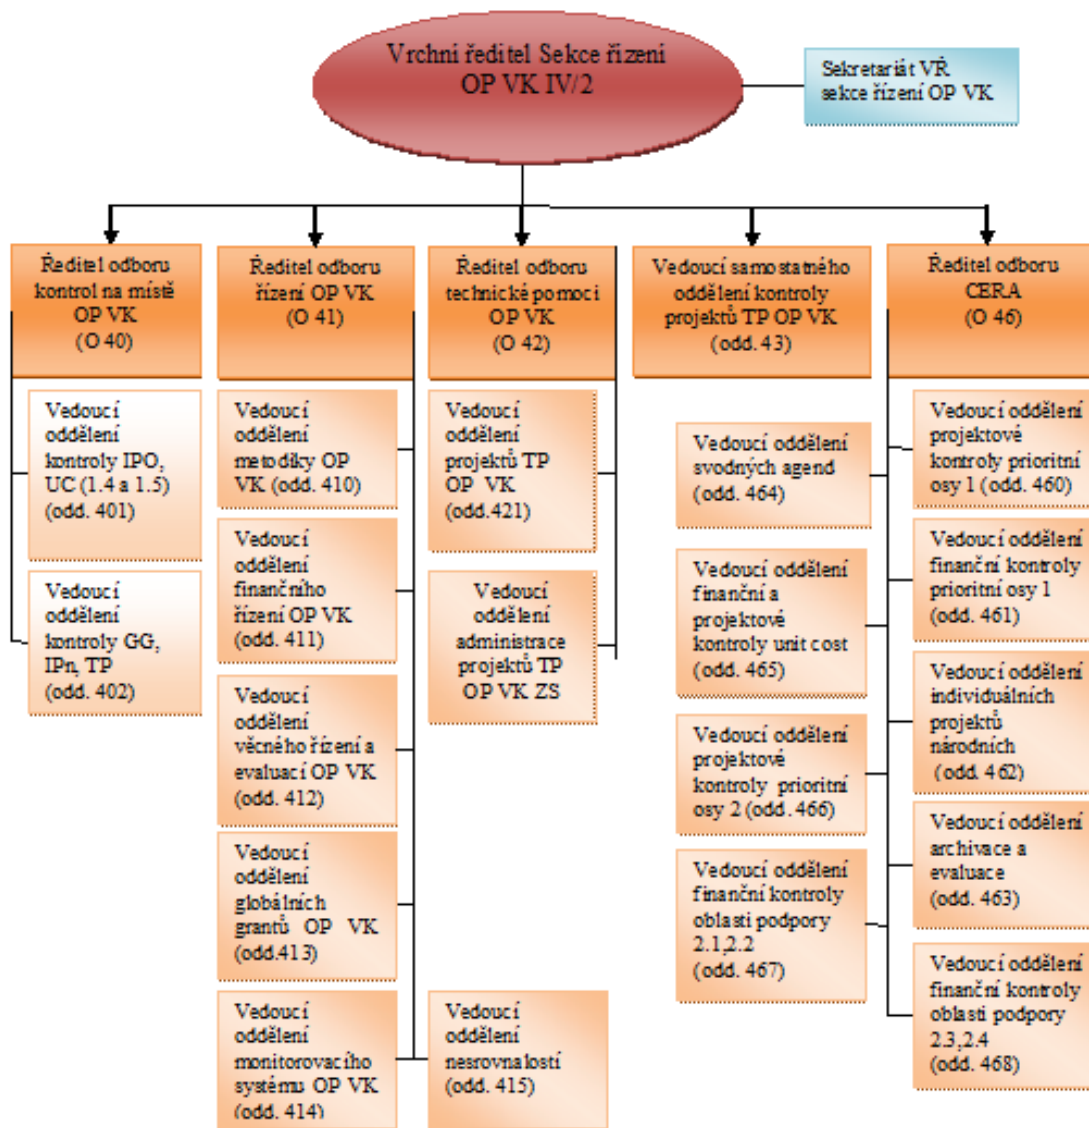 Vrchní ředitel Sekce řízení
OP VK IV/2
Sekretariát VŘ
sekce řízení OP VK
Ředitel odboru
kontrol na místě
OP VK
(O 40)
Ředitel odboru
řízení OP VK
(O 41)
Ředitel odboru
technické pomoci
OP VK
(O 42)
Vedoucí samostatného
oddělení kontroly
projektů TP OP VK
(odd. 43)
Ředitel odboru
CERA
(O 46)
Vedoucí
oddělení
kontroly IPO,
UC (1.4 a 1.5)
(odd. 401)
Vedoucí
oddělení
kontroly GG,
IPn, TP
(odd. 402)
Vedoucí
oddělení
metodiky OP
VK (odd. 410)
Vedoucí
oddělení
finančního
řízení OP VK
(odd. 411)
Vedoucí
oddělení
věcného řízení a
evaluací OP VK
(odd. 412)
Vedoucí
oddělení
globálních
grantů OP VK
(odd.413)
Vedoucí
oddělení
monitorovacího
systému OP VK
(odd. 414)
Vedoucí
oddělení
projektů TP
OP VK
(odd.421)
Vedoucí
oddělení
administrace
projektů TP
OP VK ZS
Vedoucí
oddělení
nesrovnalostí
(odd. 415)
Vedoucí oddělení
svodných agend
(odd. 464)
Vedoucí oddělení
finanční a
projektové
kontroly unit cost
(odd. 465)
Vedoucí oddělení
projektové
kontroly prioritní
osy 2 (odd. 466)
Vedoucí oddělení
finanční kontroly
oblasti podpory
2.1,2.2
(odd. 467)
Vedoucí oddělení
projektové
kontroly prioritní
osy 1 (odd. 460)
Vedoucí oddělení
finanční kontroly
prioritní osy 1
(odd. 461)
Vedoucí oddělení
individuálních
projektů
národních
(odd. 462)
Vedoucí oddělení
archivace a
evaluace
(odd. 463)
Vedoucí oddělení
finanční kontroly
oblasti podpory
2.3,2.4
(odd. 468)